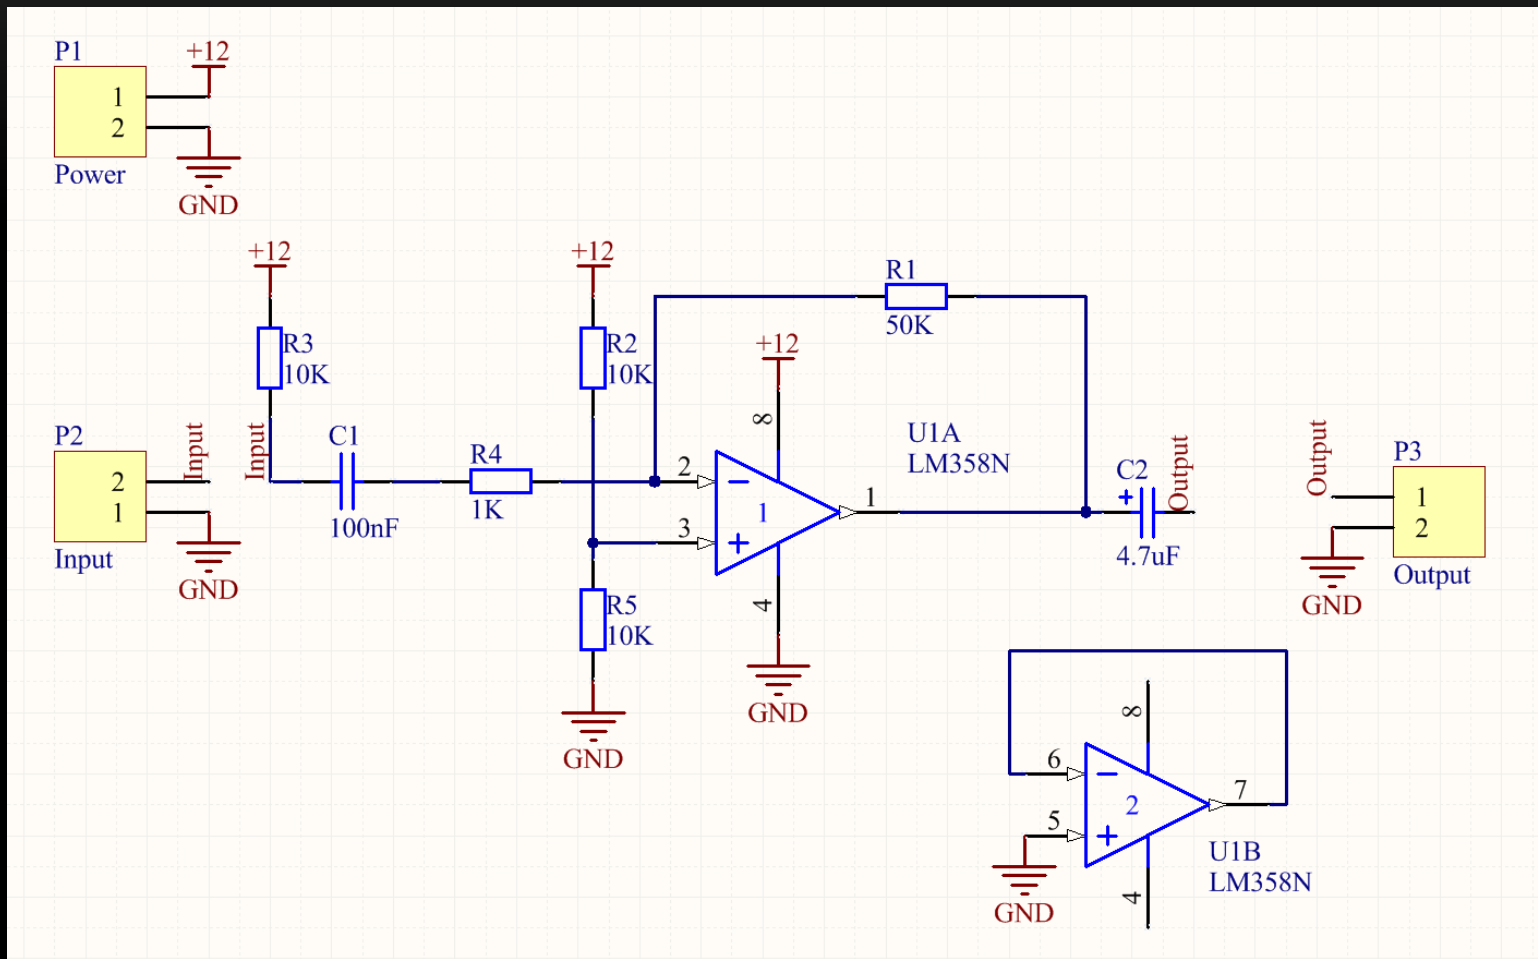 P1
+12
1
2
Power
GND
+12
+12
R1
50K
R3
10K
R2
10K
+12
8
P2
Input
Input
2
1
Input
GND
C1
100nF
R4
1K
2
3
1
1
4
U1A
LM358N
C2
+
4.7uF
Output
Output
P3
1
2
Output
GND
R5
10K
GND
GND
8
6
5
2
7
4
U1B
LM358N
GND